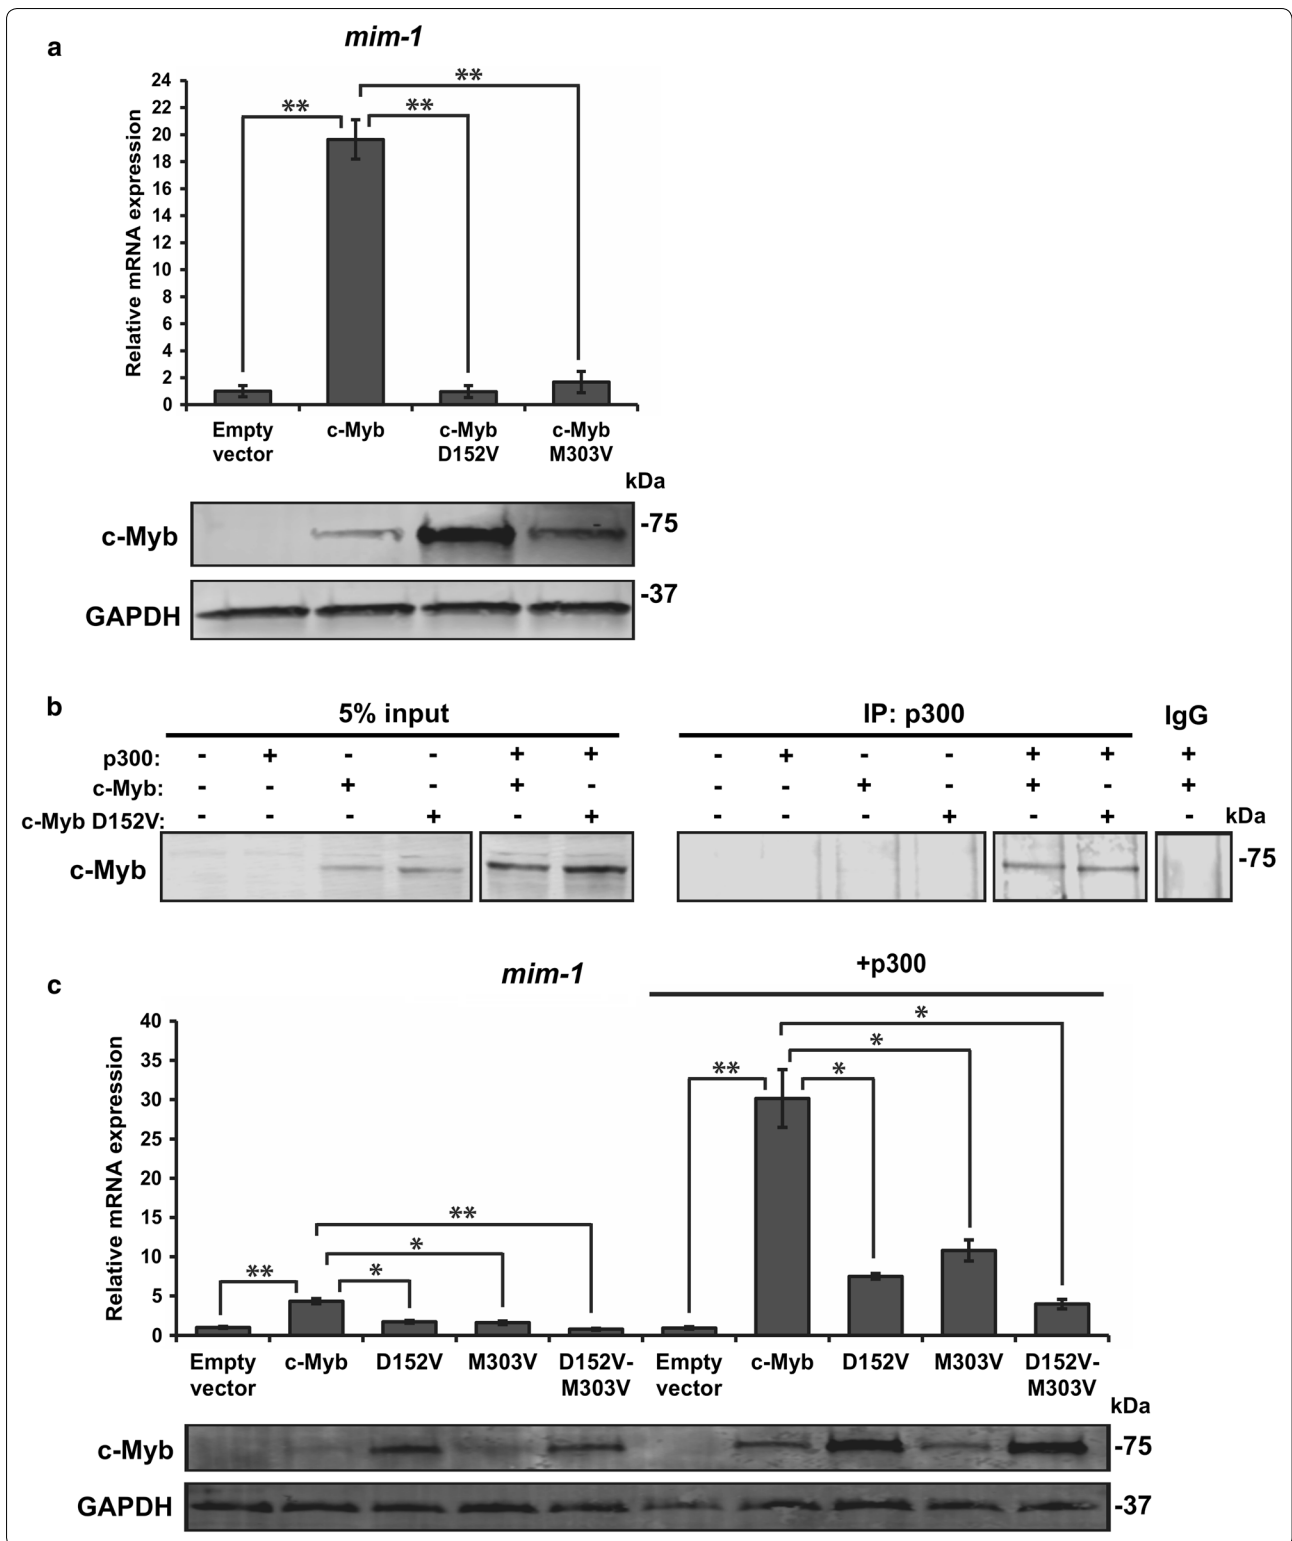 a
mim-1
Relative mRNA expression
24
22
20
18
16
14
12
10
8
6
4
2
0
** ** **
Empty vector
c-Myb
c-Myb D152V
c-Myb M303V
kDa
c-Myb
-75
GAPDH
-37
b
5% input
IP: p300
IgG
p300: - + - - + + - + - - + + +
c-Myb: - - + - + - - - + - + - +
c-Myb D152V: - - - + - + - - - + - + -
kDa
c-Myb
-75
c
mim-1
+p300
Relative mRNA expression
40
35
30
25
20
15
10
5
0
** * * ** ** * * *
Empty vector
c-Myb
D152V
M303V
D152V-M303V
Empty vector
c-Myb
D152V
M303V
D152V-M303V
kDa
c-Myb
-75
GAPDH
-37